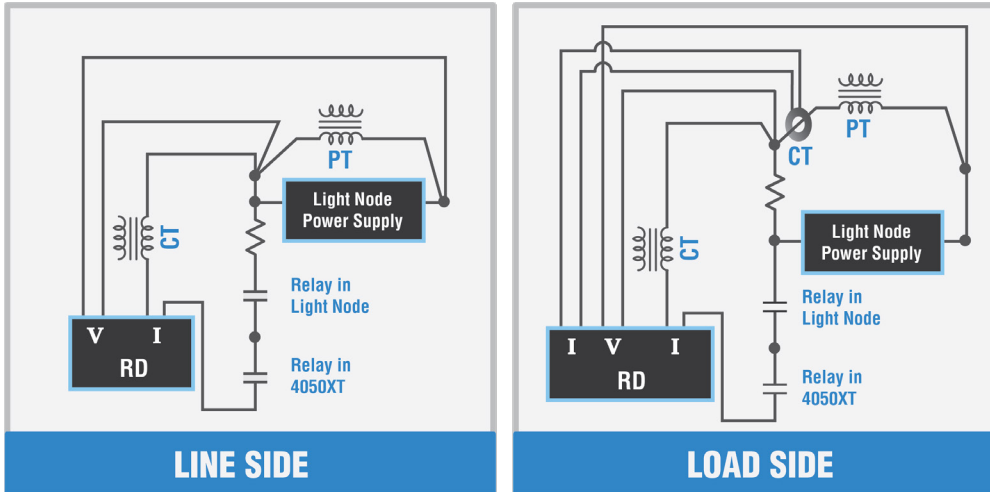 PT
Light Node
Power Supply
CT
Relay in
Light Node
V I
RD
Relay in
4050XT
LINE SIDE
PT
CT
CT
Light Node
Power Supply
Relay in
Light Node
I V I
RD
Relay in
4050XT
LOAD SIDE